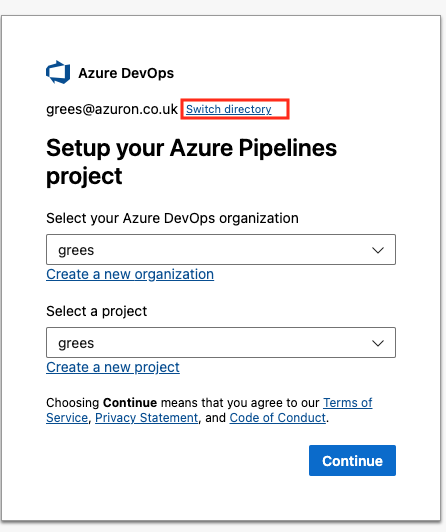 Azure DevOps
grees@azuron.co.uk Switch directory
Setup your Azure Pipelines
project
Select your Azure DevOps organization
grees
Create a new organization
Select a project
grees
Create a new project
Choosing Continue means that you agree to our Terms of
Service, Privacy Statement, and Code of Conduct.
Continue